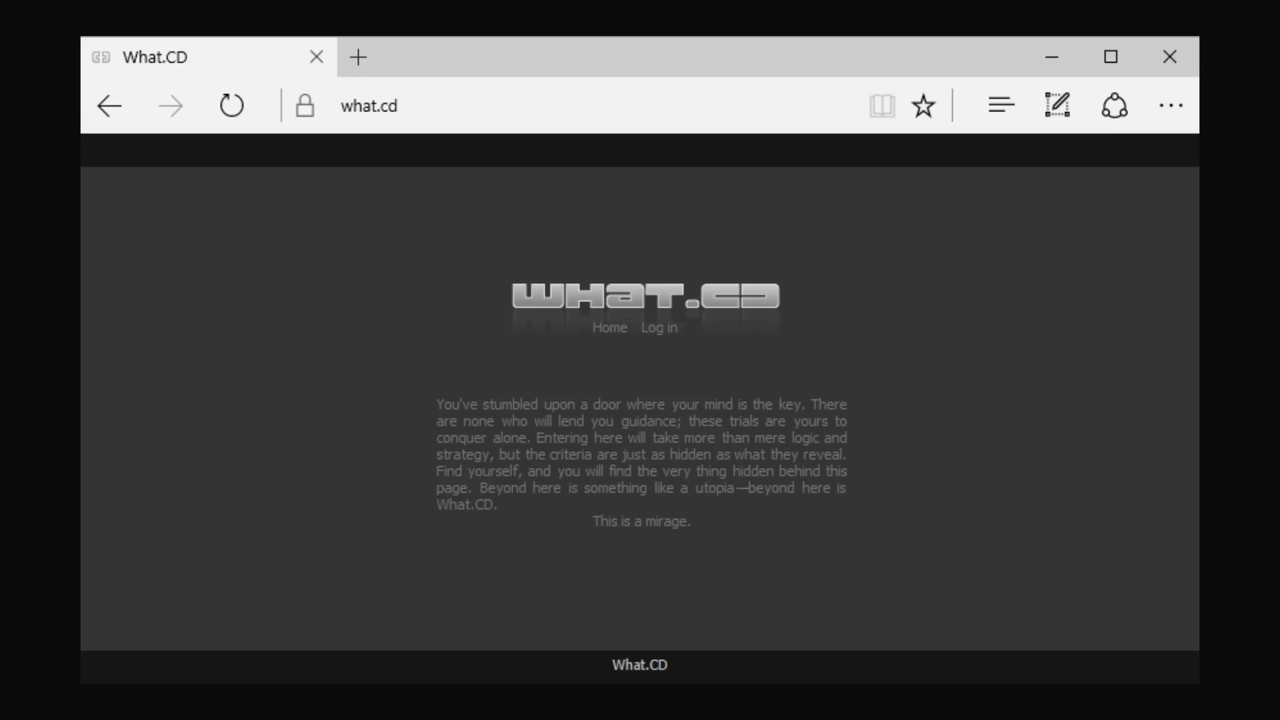 What.CD
what.cd
WHAT.CD
Home Log in
You've stumbled upon a door where your mind is the key. There
are none who will lend you guidance; these trials are yours to
conquer alone. Entering here will take more than mere logic and
strategy, but the criteria are just as hidden as what they reveal.
Find yourself, and you will find the very thing hidden behind this
page. Beyond here is something like a utopia—beyond here is
What.CD.
This is a mirage.
What.CD